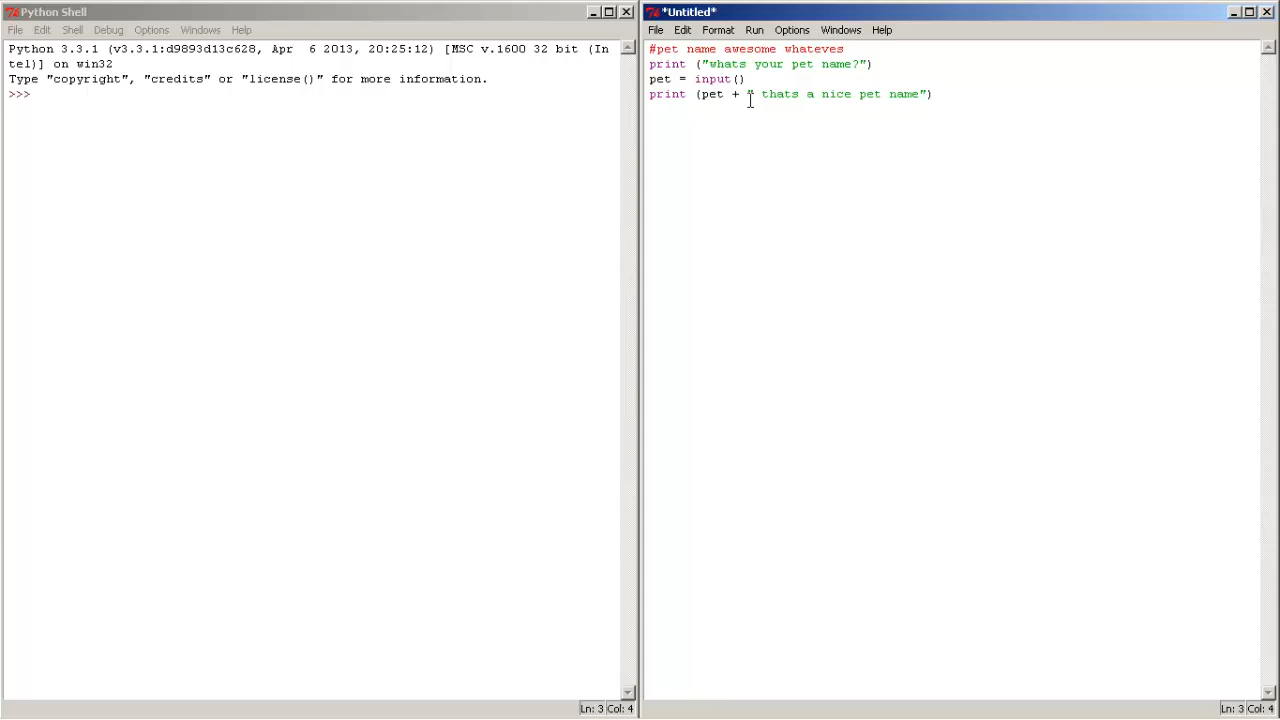 Python Shell
File Edit Shell Debug Options Windows Help
Python 3.3.1 (v3.3.1:d9893d13c628, Apr  6 2013, 20:25:12) [MSC v.1600 32 bit (In
tel)] on win32
Type "copyright", "credits" or "license()" for more information.
>>>
Ln: 3 Col: 4
*Untitled*
File Edit Format Run Options Windows Help
#pet name awesome whateves
print ("whats your pet name?")
pet = input()
print (pet + " thats a nice pet name")
Ln: 3 Col: 4